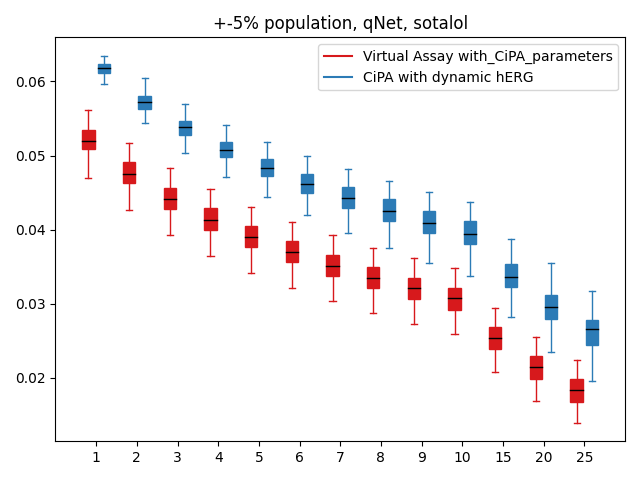 +-5% population, qNet, sotalol
Virtual Assay with_CiPA_parameters
CiPA with dynamic hERG
0.06
0.05
0.04
0.03
0.02
1 2 3 4 5 6 7 8 9 10 15 20 25